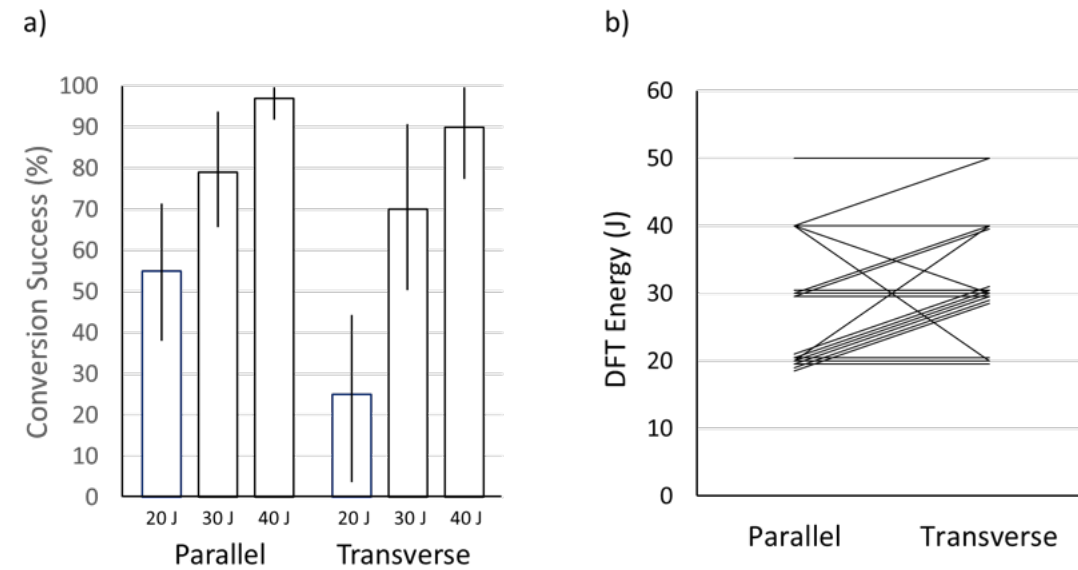 a)
Conversion Success (%)
100
90
80
70
60
50
40
30
20
10
0
20 J 30 J 40 J 20 J 30 J 40 J
Parallel Transverse
b)
DFT Energy (J)
60
50
40
30
20
10
0
Parallel Transverse